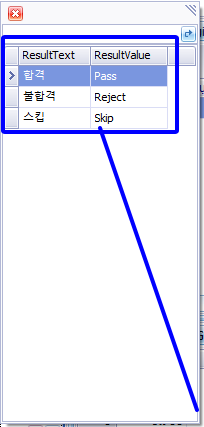 ResultText ResultValue
합격 Pass
불합격 Reject
스킵 Skip